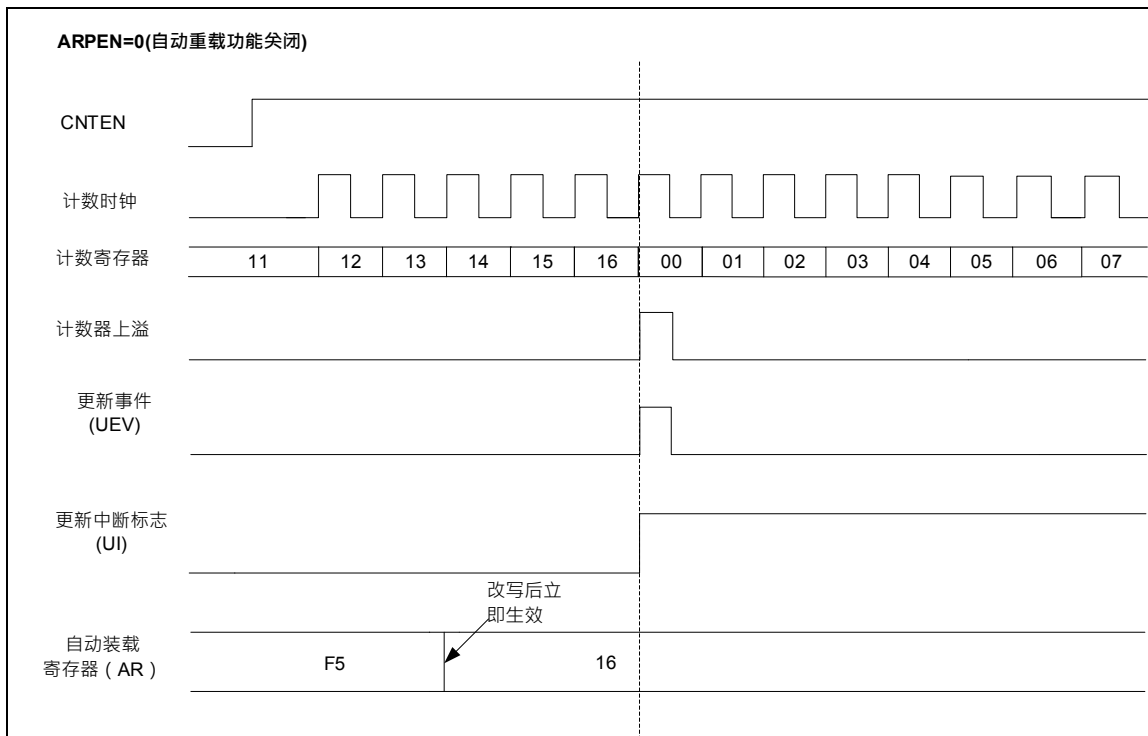 ARPEN=0(自动重载功能关闭)
CNTEN
计数时钟
计数寄存器
11 12 13 14 15 16 00 01 02 03 04 05 06 07
计数器上溢
更新事件
(UEV)
更新中断标志
(UI)
改写后立
即生效
自动装载
寄存器（AR）
F5 16